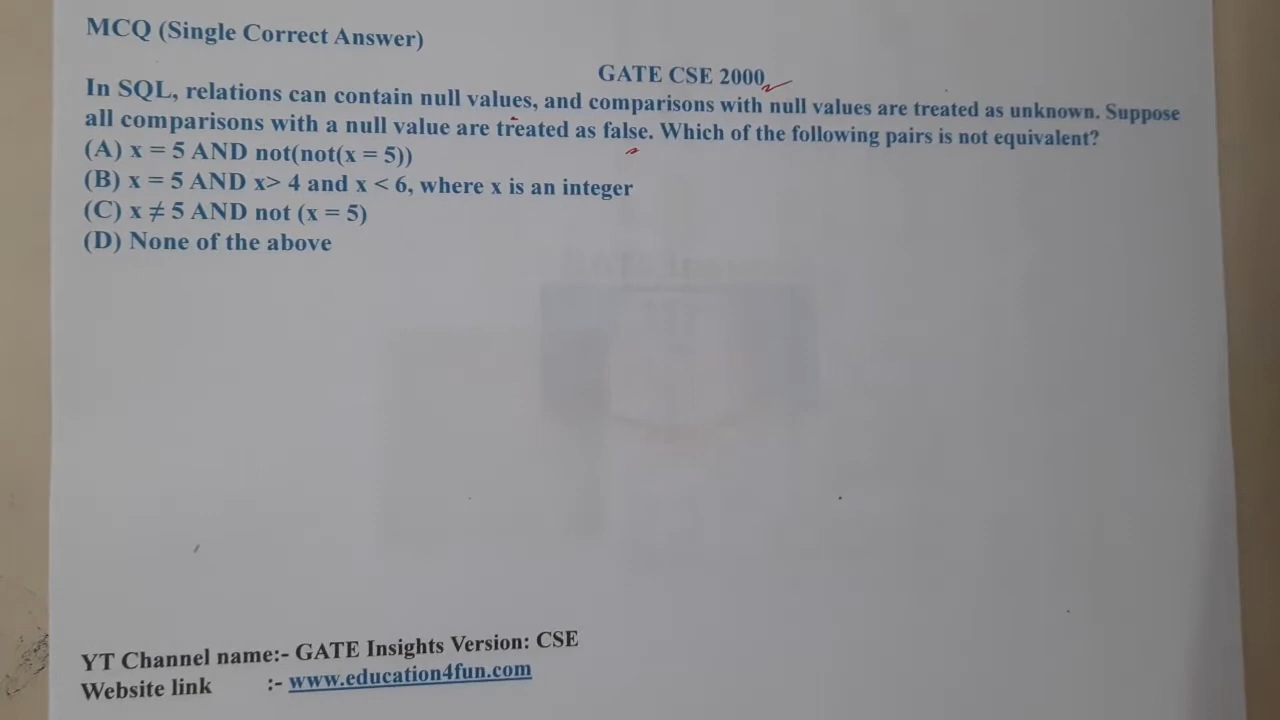 MCQ (Single Correct Answer)
GATE CSE 2000
In SQL, relations can contain null values, and comparisons with null values are treated as unknown. Suppose
all comparisons with a null value are treated as false. Which of the following pairs is not equivalent?
(A) x = 5 AND not(not(x = 5))
(B) x = 5 AND x> 4 and x < 6, where x is an integer
(C) x ≠ 5 AND not (x = 5)
(D) None of the above
YT Channel name:- GATE Insights Version: CSE
Website link :- www.education4fun.com